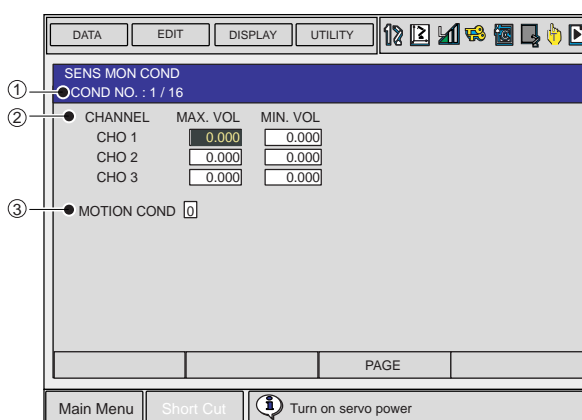 DATA EDIT DISPLAY UTILITY
SENS MON COND
① COND NO. : 1 / 16
② CHANNEL MAX. VOL MIN. VOL
CHO 1 0.000 0.000
CHO 2 0.000 0.000
CHO 3 0.000 0.000
③ MOTION COND 0
PAGE
Main Menu Short Cut Turn on servo power